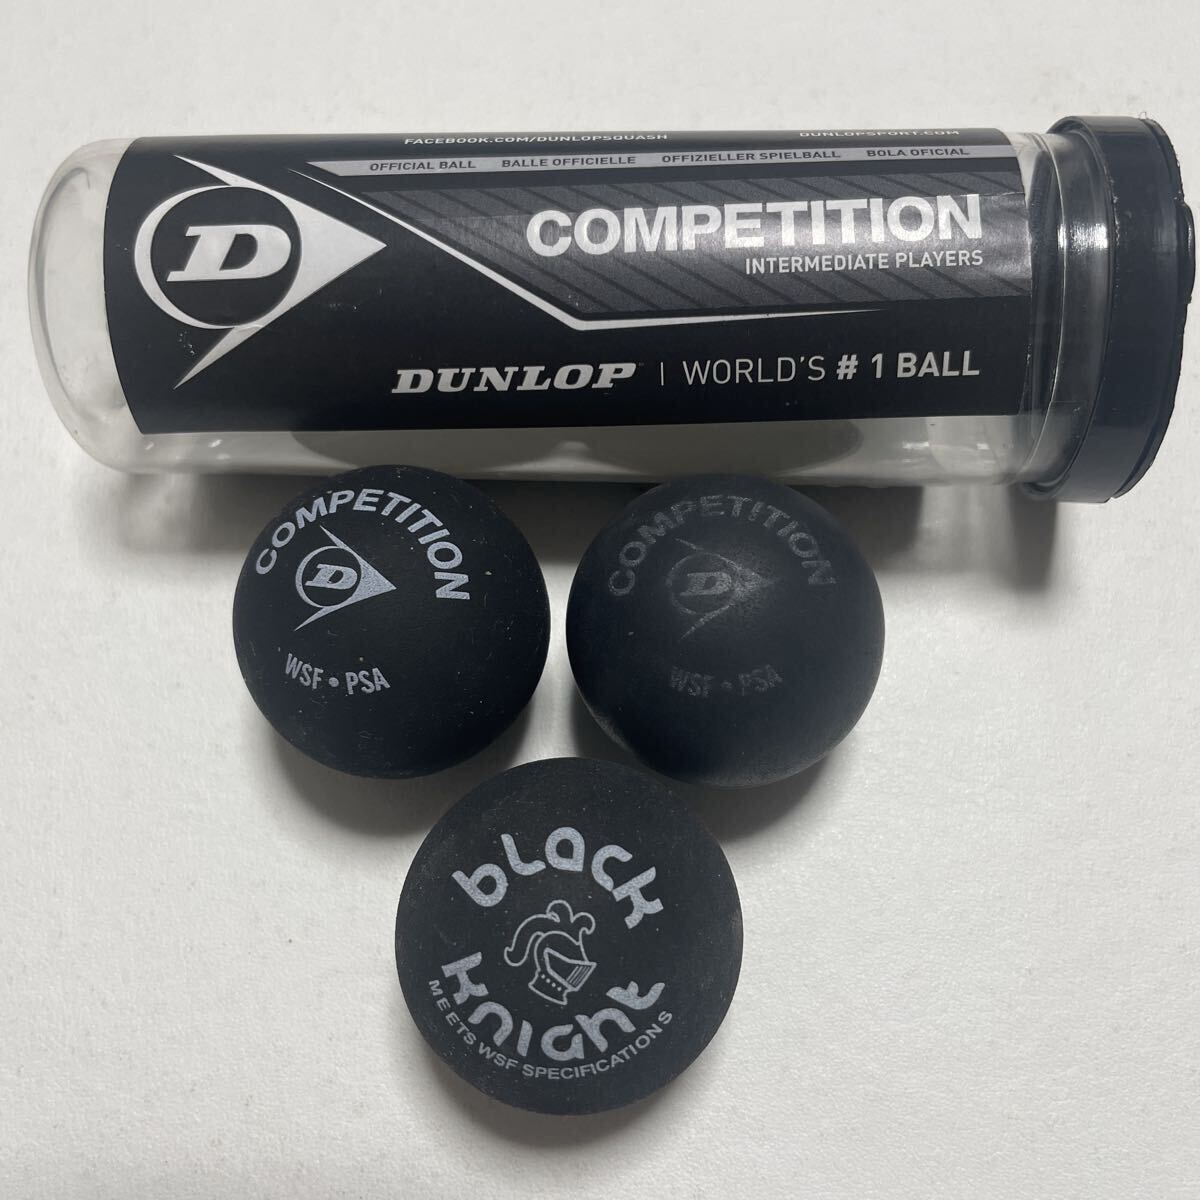 FACEBOOK.COM/DUNLOPSQUASH DUNLOPSPORT.COM
OFFICIAL BALL BALLE OFFICIELLE OFFIZIELLER SPIELBALL BOLA OFICIAL
D
COMPETITION
INTERMEDIATE PLAYERS
DUNLOP | WORLD'S # 1 BALL
COMPETITION
D
WSF • PSA
COMPETITION
D
WSF • PSA
black
knight
MEETS WSF SPECIFICATIONS